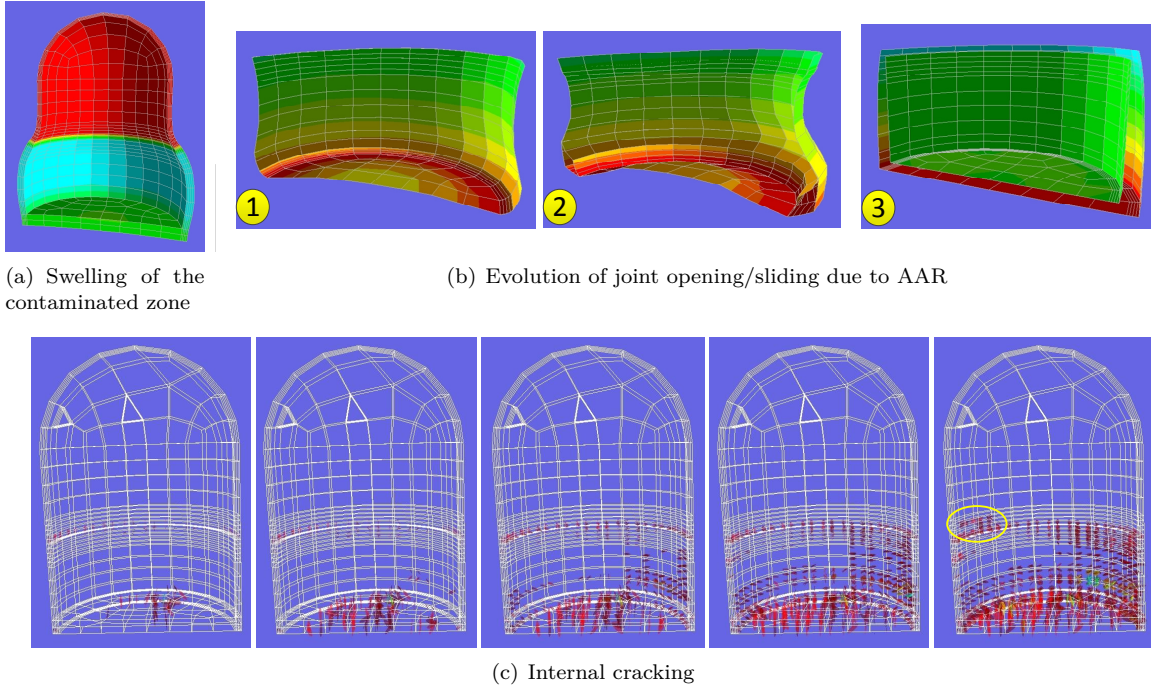 1
2
3
(a) Swelling of the
contaminated zone
(b) Evolution of joint opening/sliding due to AAR
(c) Internal cracking